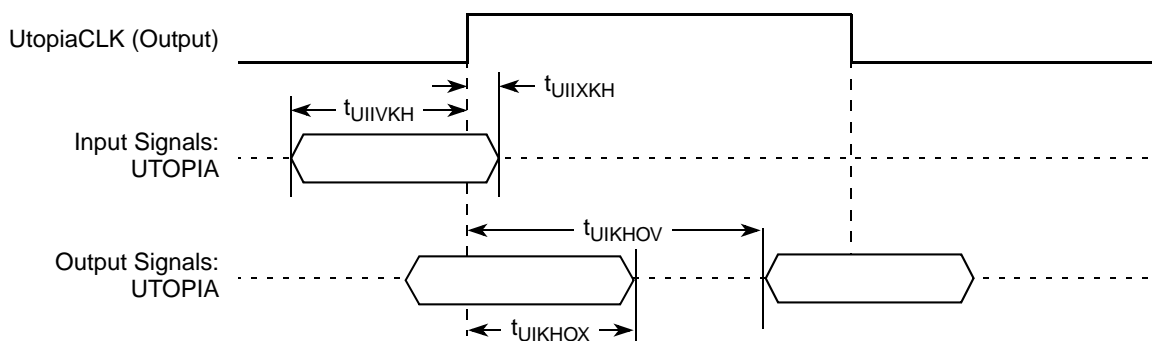 UtopiaCLK (Output)
tUIIXKH
tUIIVKH
Input Signals:
UTOPIA
tUIKHOV
Output Signals:
UTOPIA
tUIKHOX